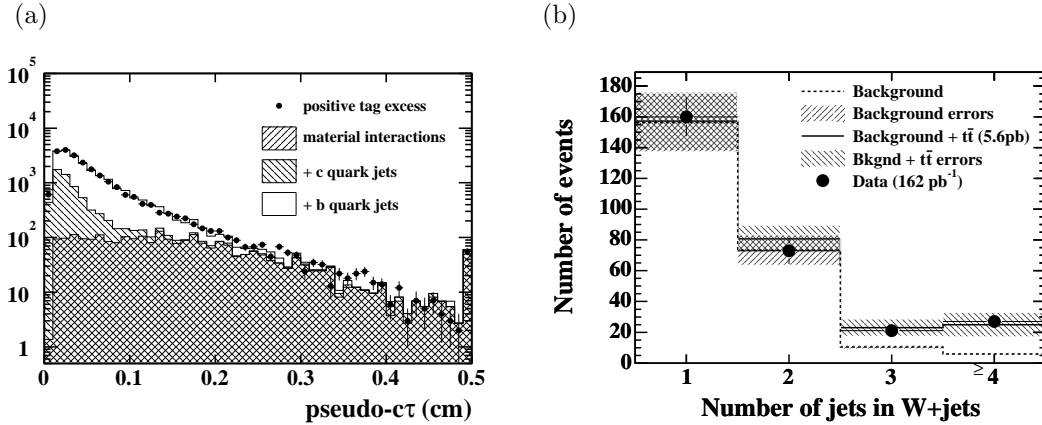 (a)
(b)
10^5
10^4
10^3
10^2
10
1
positive tag excess
material interactions
+ c quark jets
+ b quark jets
0 0.1 0.2 0.3 0.4 0.5
pseudo-cτ (cm)
Number of events
180
160
140
120
100
80
60
40
20
0
Background
Background errors
Background + tt̄ (5.6pb)
Bkgnd + tt̄ errors
Data (162 pb^-1)
1 2 3 ≥4
Number of jets in W+jets